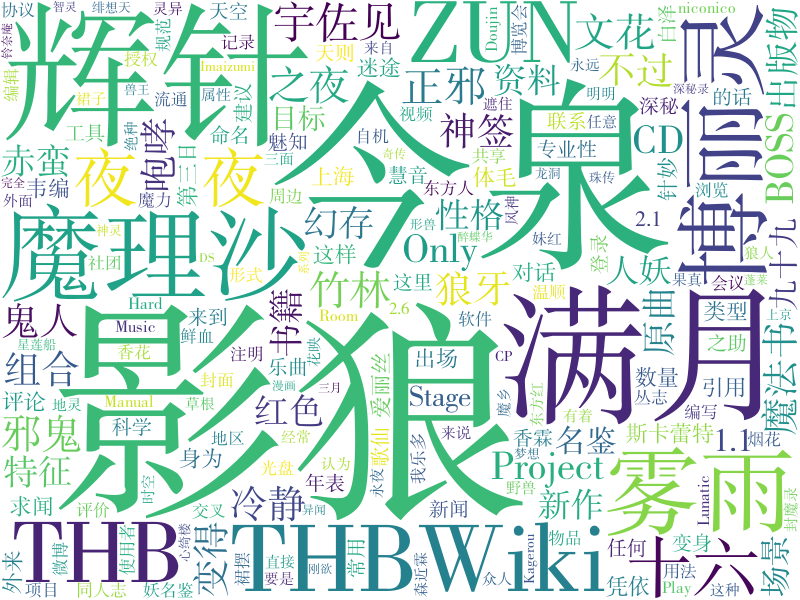 协议
智灵
绯想天
灵异
铃奈庵
天空
宇佐见
ZUN
Doujin
博览会
白泽
niconico
辉针
今泉
博丽灵
编辑
授权
规范
记录
之夜
天则
来自
文花
永远
出版物
兽王
流通
Imaizumi
迷途
正邪
资料
不过
明明
深秘录
裙子
属性
建议
目标
视频
遮住
深秘
的话
工具
命名
自机
神签
联系
任意
BOSS
赤蛮
绝种
咆哮
魅知
三面
奇传
共享
CD
针妙
完全
韦编
第三日
上海
慧音
专业性
浏览
外面
夜
夜
魔力
周边
东方人
体毛
龙洞
珠传
九十九
幻存
性格
风神
2.1
魔理沙
神灵
社团
DS
形式
这样
Only
形兽
醉蝶华
狼人
蓬莱
竹林
这里
妹红
人妖
登录
果真
会议
魔法书
鬼人
Hard
来到
狼牙
对话
温顺
原曲
类型
上京
书籍
2.6
Music
鲜血
Room
软件
CP
组合
星莲船
香花
注明
乐曲
花映
出场
数量
之助
评论
地灵
Manual
封面
漫画
三月
爱丽丝
Stage
魔乡
东方红
丛志
引用
影狼
满月
邪鬼
草根
红色
科学
有着
1.1
编写
特征
地区
经常
光盘
歌仙
来说
香霖
名鉴
斯卡蕾特
烟花
求闻
身为
年表
认为
我乐多
Project
梦想
雾雨
时空
评价
交叉
永夜
新闻
野兽
新作
Lunatic
封魔录
冷静
THB
THBWiki
十六
外来
微博
使用者
变得
心绮楼
异闻
物品
任何
变身
场景
裙摆
直接
常用
森近霖
用法
项目
同人志
妖名鉴
要是
刚欲
众人
Kagerou
凭依
Play
这种